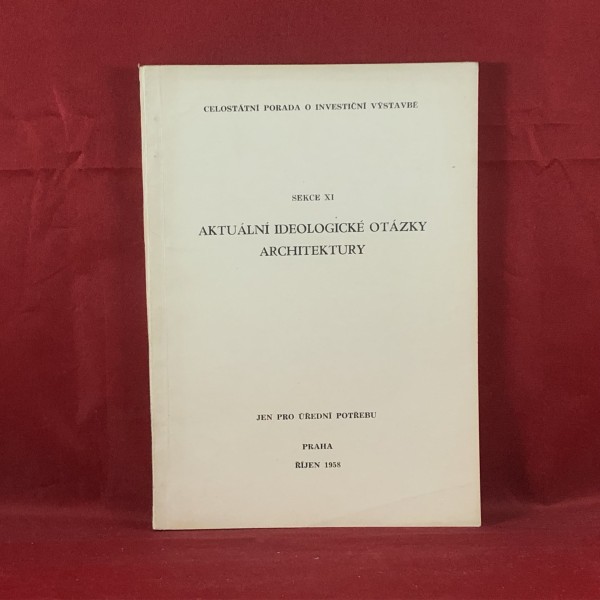 CELOSTÁTNÍ PORADA O INVESTIČNÍ VÝSTAVBĚ
SEKCE XI
AKTUÁLNÍ IDEOLOGICKÉ OTÁZKY
ARCHITEKTURY
JEN PRO ÚŘEDNÍ POTŘEBU
PRAHA
ŘÍJEN 1958